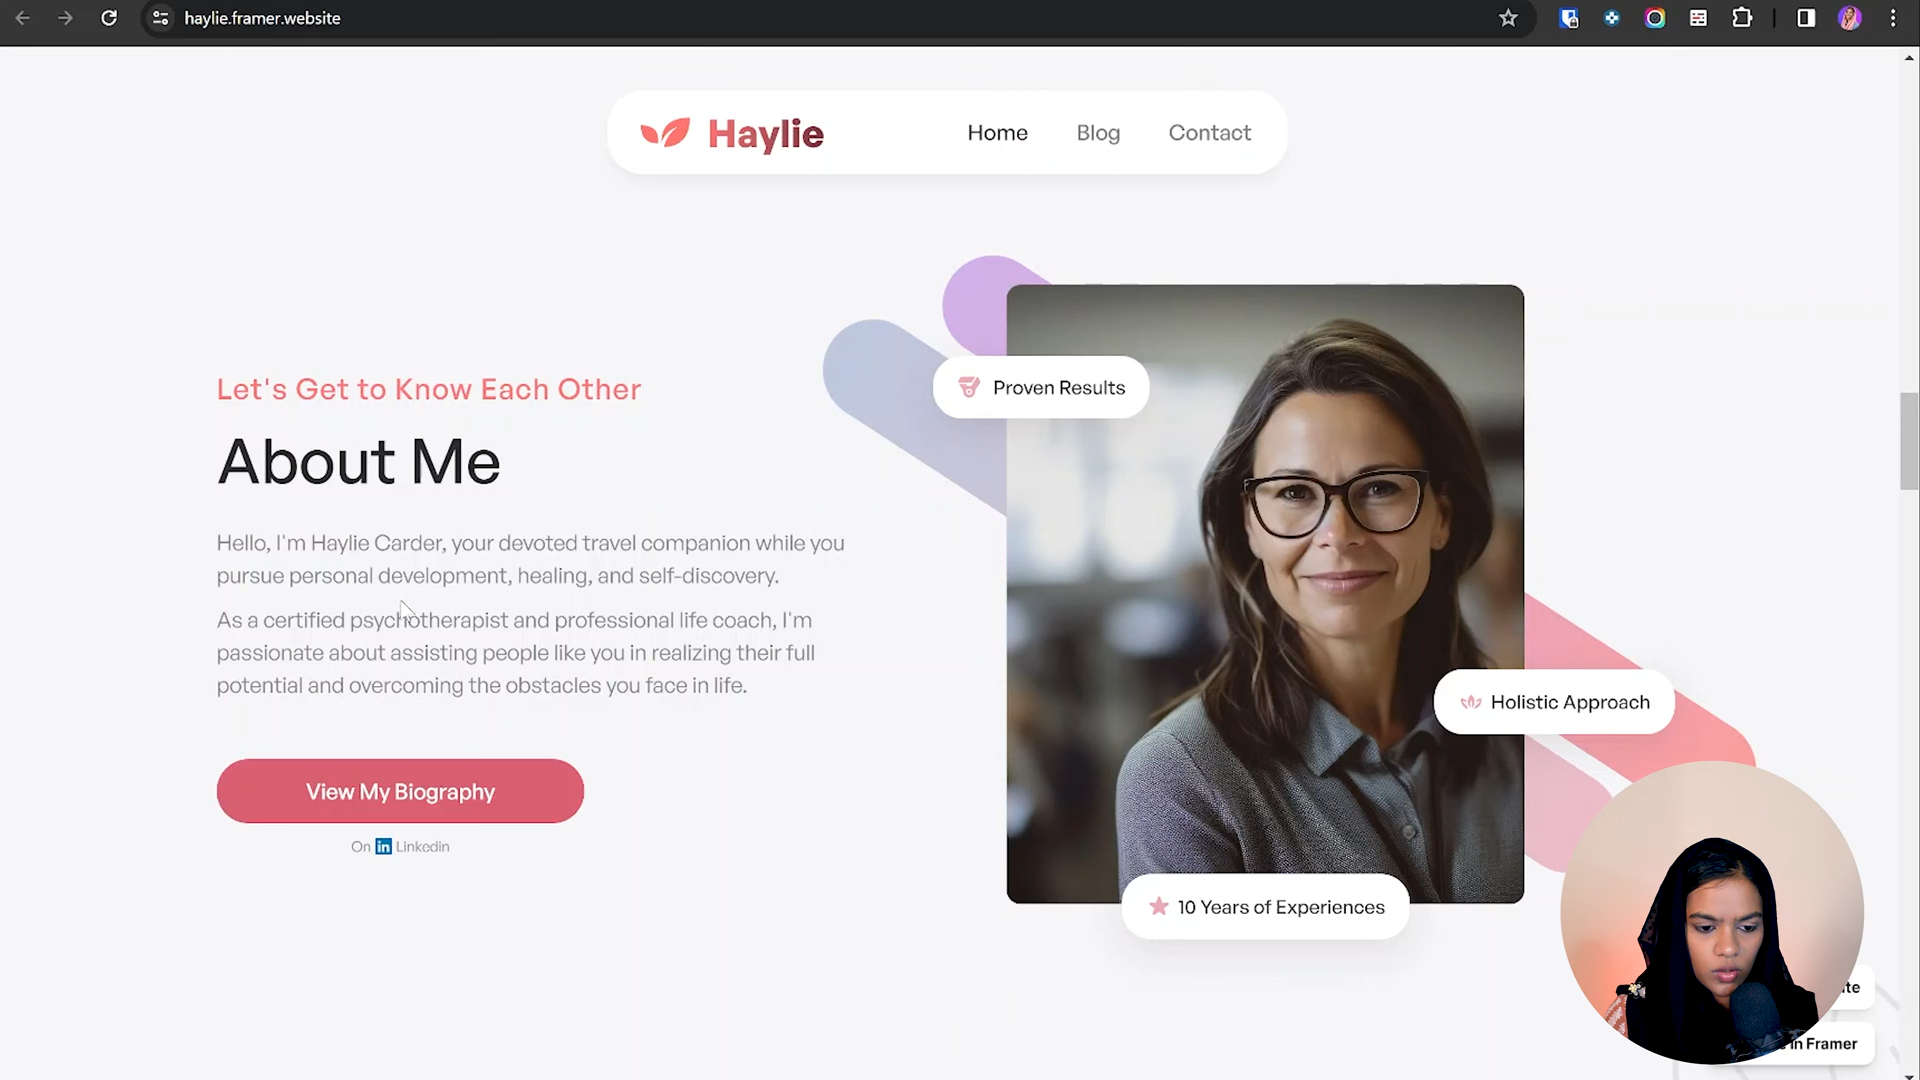 haylie.framer.website
Haylie
Home
Blog
Contact
Let's Get to Know Each Other
About Me
Hello, I'm Haylie Carder, your devoted travel companion while you
pursue personal development, healing, and self-discovery.
As a certified psychotherapist and professional life coach, I'm
passionate about assisting people like you in realizing their full
potential and overcoming the obstacles you face in life.
View My Biography
On in Linkedin
Proven Results
Holistic Approach
10 Years of Experiences
in Framer